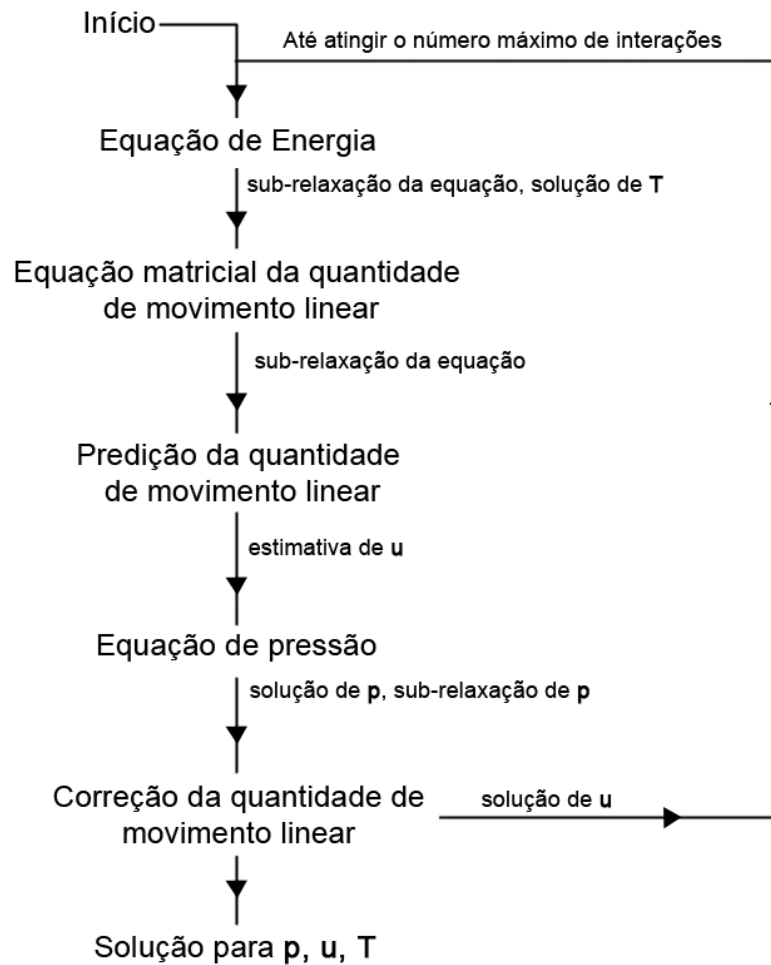 Início
Até atingir o número máximo de interações
Equação de Energia
sub-relaxação da equação, solução de T
Equação matricial da quantidade
de movimento linear
sub-relaxação da equação
Predição da quantidade
de movimento linear
estimativa de u
Equação de pressão
solução de p, sub-relaxação de p
Correção da quantidade de
movimento linear
solução de u
Solução para p, u, T